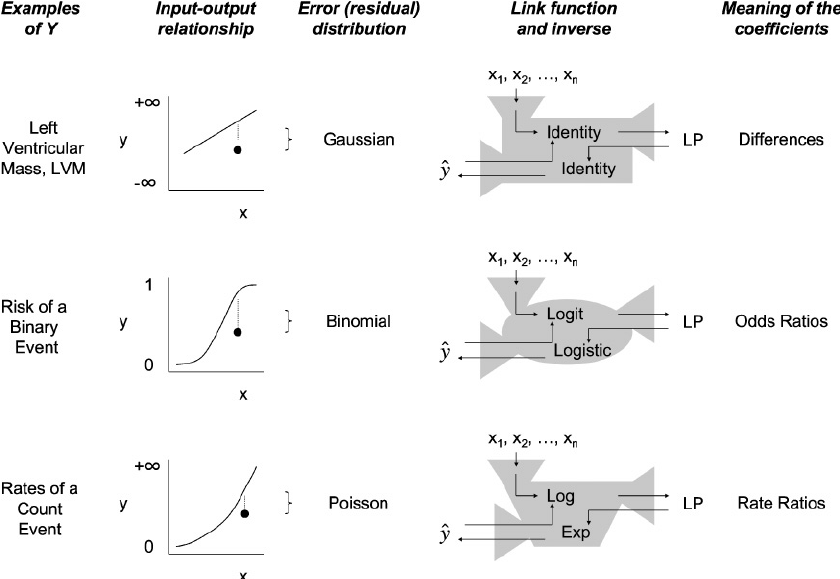 Examples of Y
Input-output relationship
Error (residual) distribution
Link function and inverse
Meaning of the coefficients
Left Ventricular Mass, LVM
+∞
y
-∞
x
}
Gaussian
x1, x2, …, xn
Identity
Identity
ŷ
LP
Differences
Risk of a Binary Event
1
y
0
x
}
Binomial
x1, x2, …, xn
Logit
Logistic
ŷ
LP
Odds Ratios
Rates of a Count Event
+∞
y
0
x
}
Poisson
x1, x2, …, xn
Log
Exp
ŷ
LP
Rate Ratios